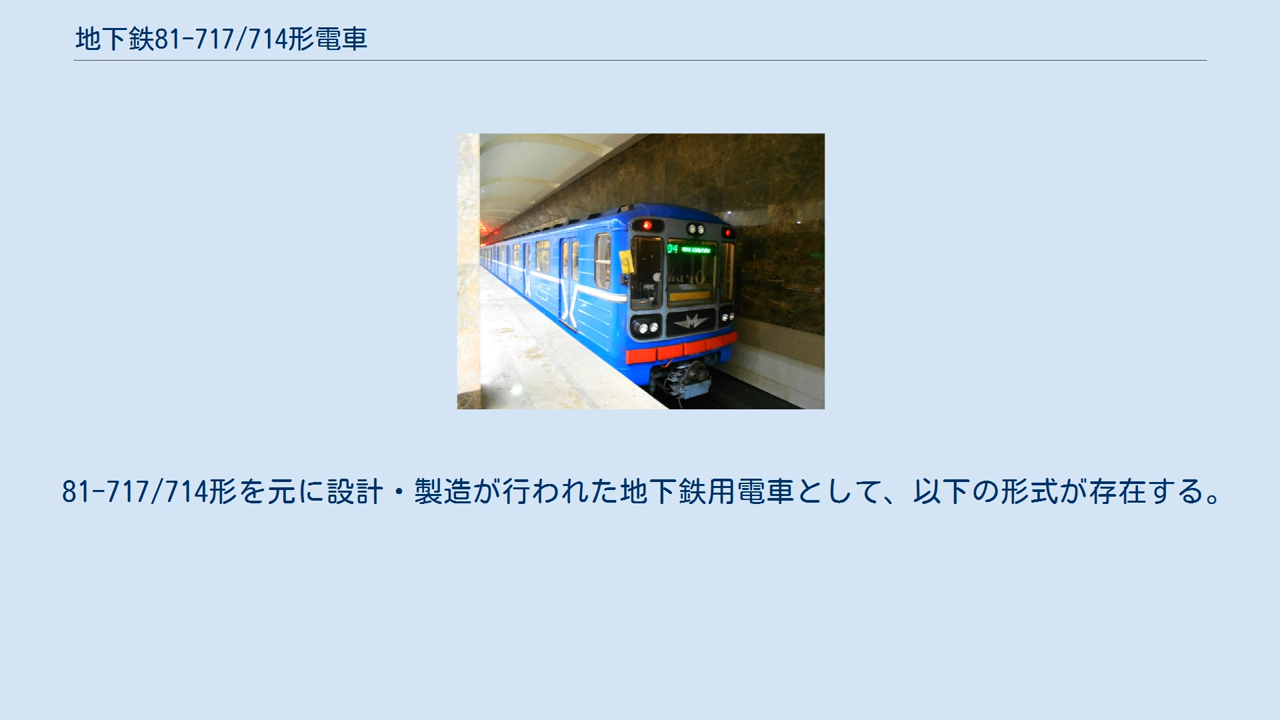 地下鉄81-717/714形電車
81-717/714形を元に設計・製造が行われた地下鉄用電車として、以下の形式が存在する。